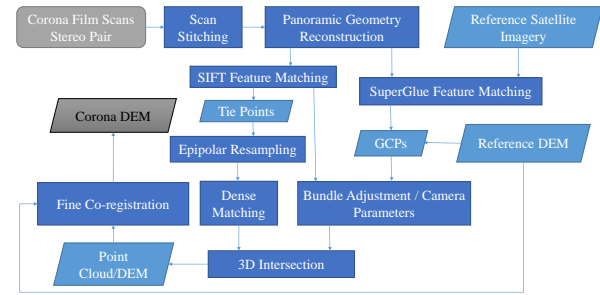 Corona Film Scans
Stereo Pair
Scan
Stitching
Panoramic Geometry
Reconstruction
Reference Satellite
Imagery
SIFT Feature Matching
SuperGlue Feature Matching
Corona DEM
Tie Points
GCPs
Reference DEM
Epipolar Resampling
Fine Co-registration
Dense
Matching
Bundle Adjustment / Camera
Parameters
Point
Cloud/DEM
3D Intersection